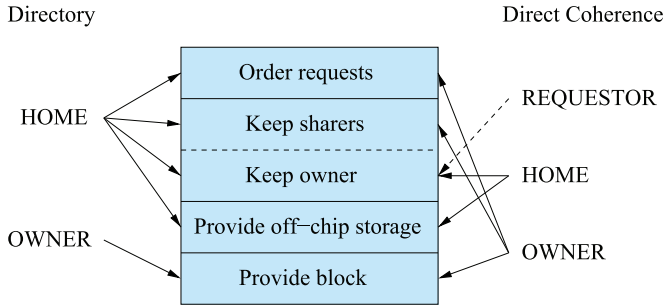 Directory
Direct Coherence
Order requests
REQUESTOR
HOME
Keep sharers
Keep owner
HOME
Provide off−chip storage
OWNER
OWNER
Provide block